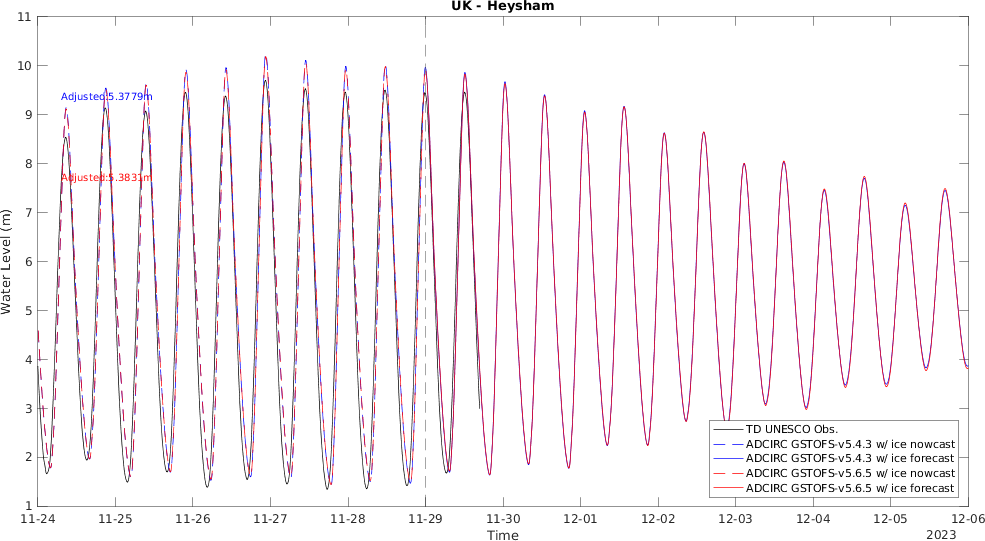 UK - Heysham
11
10
9
8
7
6
5
4
3
2
1
Water Level (m)
Adjusted:5.3779m
Adjusted:5.3831m
TD UNESCO Obs.
ADCIRC GSTOFS-v5.4.3 w/ ice nowcast
ADCIRC GSTOFS-v5.4.3 w/ ice forecast
ADCIRC GSTOFS-v5.6.5 w/ ice nowcast
ADCIRC GSTOFS-v5.6.5 w/ ice forecast
11-24 11-25 11-26 11-27 11-28 11-29 11-30 12-01 12-02 12-03 12-04 12-05 12-06
Time
2023